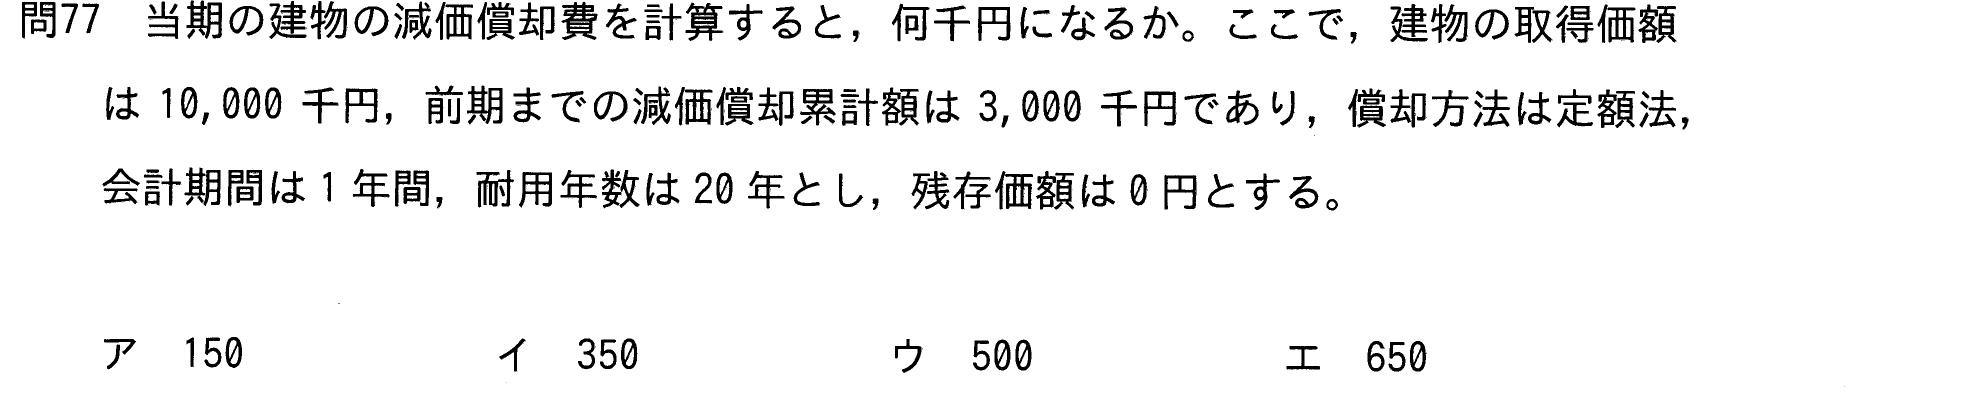 問77 当期の建物の減価償却費を計算すると，何千円になるか。ここで，建物の取得価額
は 10,000 千円，前期までの減価償却累計額は 3,000 千円であり，償却方法は定額法，
会計期間は 1 年間，耐用年数は 20 年とし，残存価額は 0 円とする。
ア 150 イ 350 ウ 500 エ 650